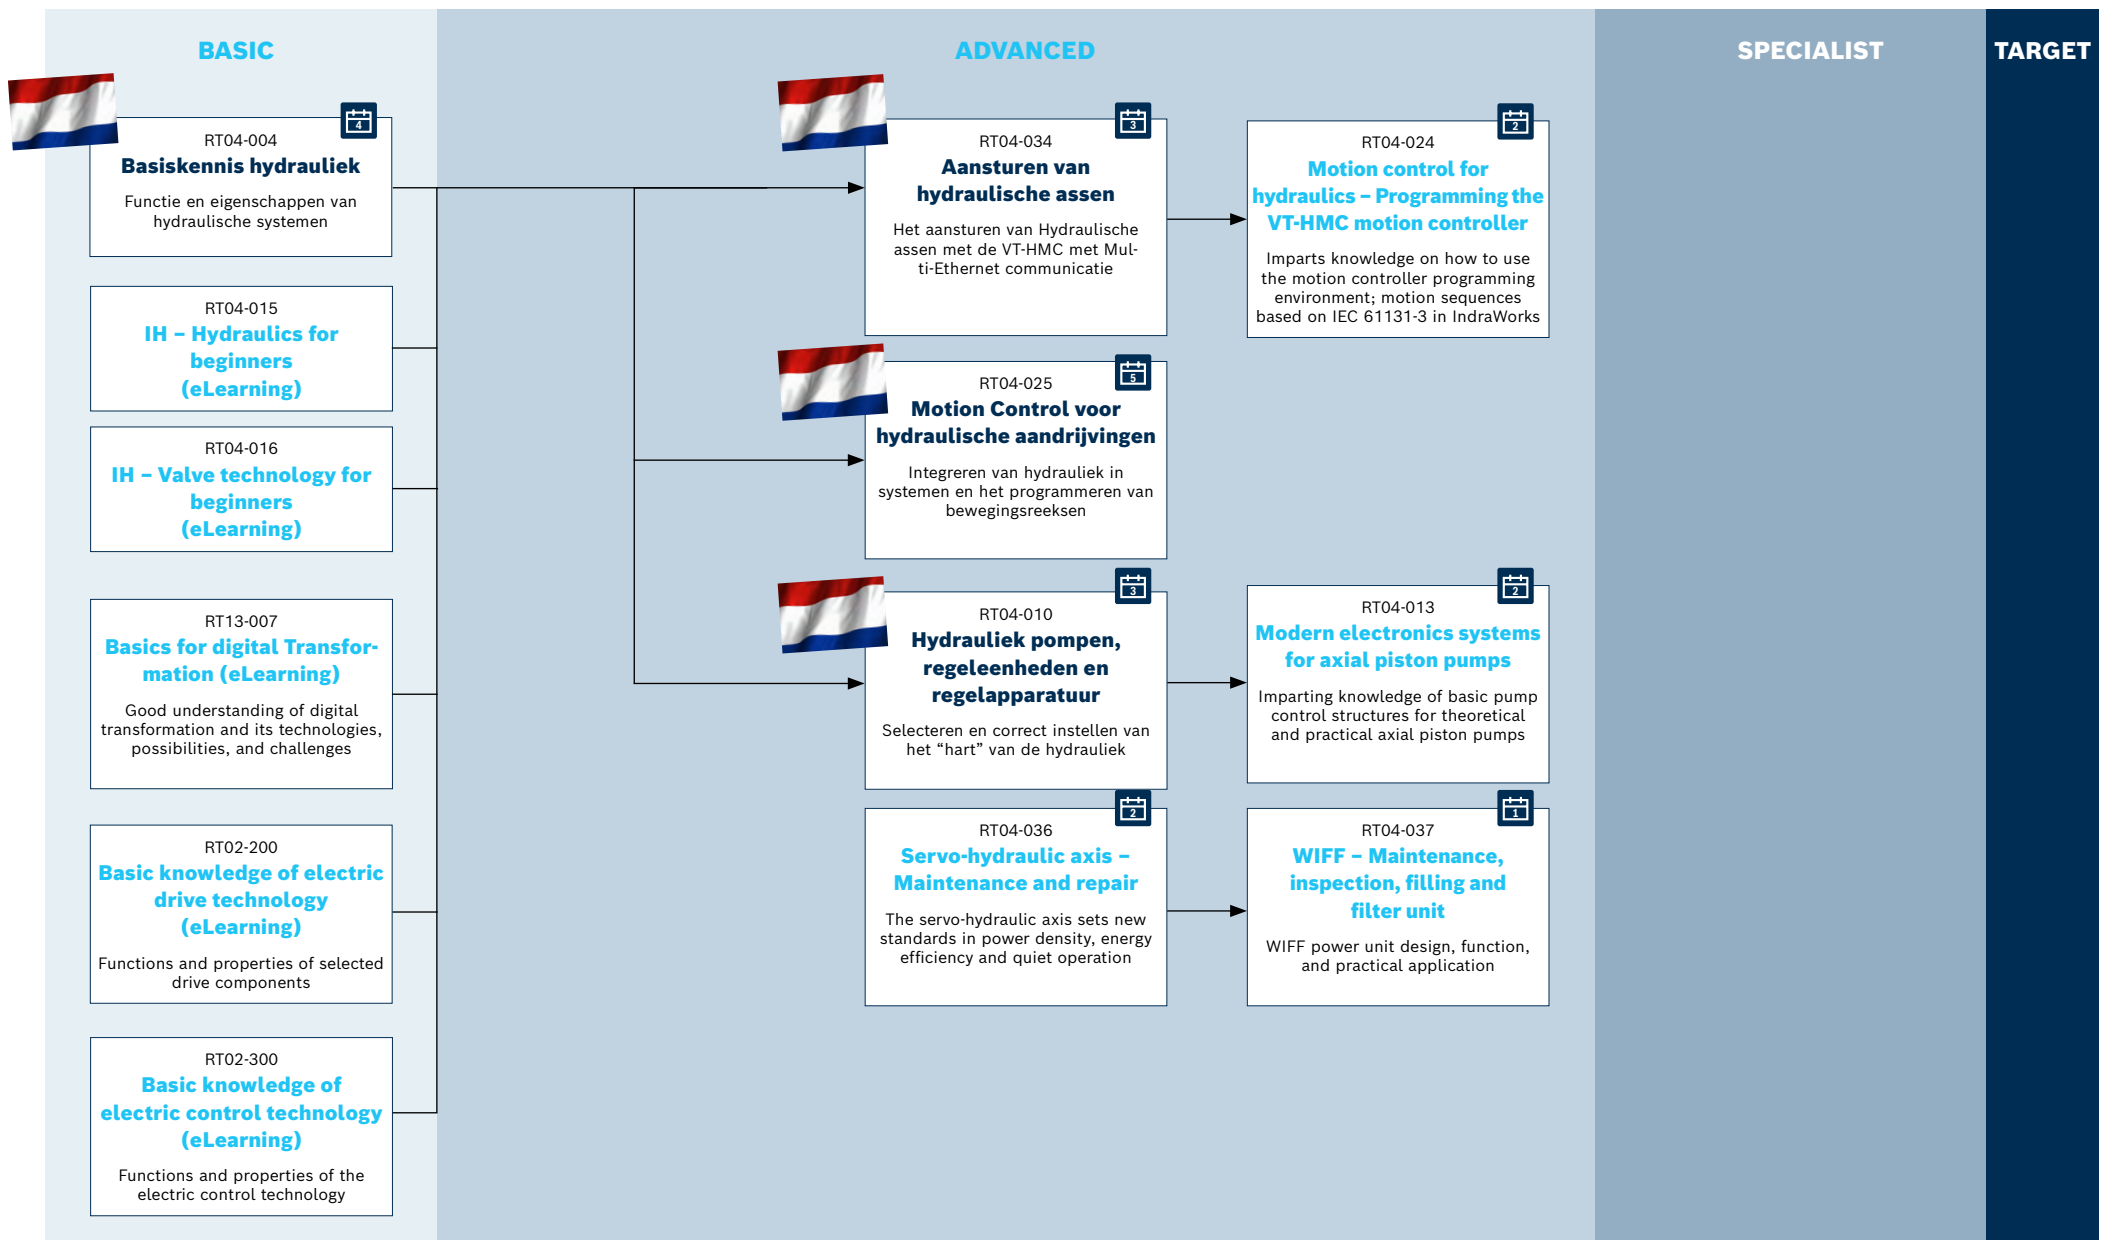 BASIC
ADVANCED
SPECIALIST
TARGET
4
RT04-004
Basiskennis hydrauliek
Functie en eigenschappen van
hydraulische systemen
RT04-015
IH – Hydraulics for
beginners
(eLearning)
RT04-016
IH – Valve technology for
beginners
(eLearning)
RT13-007
Basics for digital Transfor-
mation (eLearning)
Good understanding of digital
transformation and its technologies,
possibilities, and challenges
RT02-200
Basic knowledge of electric
drive technology
(eLearning)
Functions and properties of selected
drive components
RT02-300
Basic knowledge of
electric control technology
(eLearning)
Functions and properties of the
electric control technology
3
RT04-034
Aansturen van
hydraulische assen
Het aansturen van Hydraulische
assen met de VT-HMC met Mul-
ti-Ethernet communicatie
2
RT04-024
Motion control for
hydraulics – Programming the
VT-HMC motion controller
Imparts knowledge on how to use
the motion controller programming
environment; motion sequences
based on IEC 61131-3 in IndraWorks
5
RT04-025
Motion Control voor
hydraulische aandrijvingen
Integreren van hydrauliek in
systemen en het programmeren van
bewegingsreeksen
3
RT04-010
Hydrauliek pompen,
regeleenheden en
regelapparatuur
Selecteren en correct instellen van
het “hart” van de hydrauliek
2
RT04-013
Modern electronics systems
for axial piston pumps
Imparting knowledge of basic pump
control structures for theoretical
and practical axial piston pumps
2
RT04-036
Servo-hydraulic axis –
Maintenance and repair
The servo-hydraulic axis sets new
standards in power density, energy
efficiency and quiet operation
1
RT04-037
WIFF – Maintenance,
inspection, filling and
filter unit
WIFF power unit design, function,
and practical application